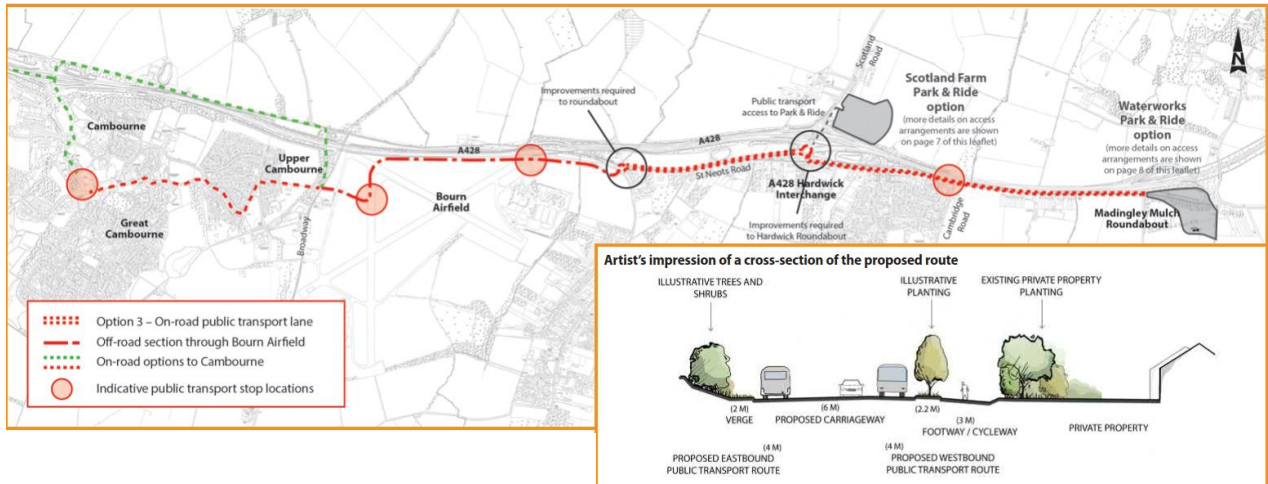 Scotland
Road
Improvements required
to roundabout
Public transport
access to Park & Ride
Scotland Farm
Park & Ride
option
(more details on access
arrangements are shown
on page 7 of this leaflet)
Waterworks
Park & Ride
option
(more details on access
arrangements are shown
on page 8 of this leaflet)
N
Cambourne
Upper
Cambourne
A428
A428
St Neots Road
Great
Cambourne
Broadway
Bourn
Airfield
A428 Hardwick
Interchange
Improvements required
to Hardwick Roundabout
Cambridge
Road
Madingley Mulch
Roundabout
Option 3 – On-road public transport lane
Off-road section through Bourn Airfield
On-road options to Cambourne
Indicative public transport stop locations
Artist's impression of a cross-section of the proposed route
ILLUSTRATIVE TREES AND
SHRUBS
ILLUSTRATIVE
PLANTING
EXISTING PRIVATE PROPERTY
PLANTING
(2 M)
VERGE
(6 M)
PROPOSED CARRIAGEWAY
(2.2 M)
(3 M)
FOOTWAY / CYCLEWAY
PRIVATE PROPERTY
(4 M)
PROPOSED EASTBOUND
PUBLIC TRANSPORT ROUTE
(4 M)
PROPOSED WESTBOUND
PUBLIC TRANSPORT ROUTE